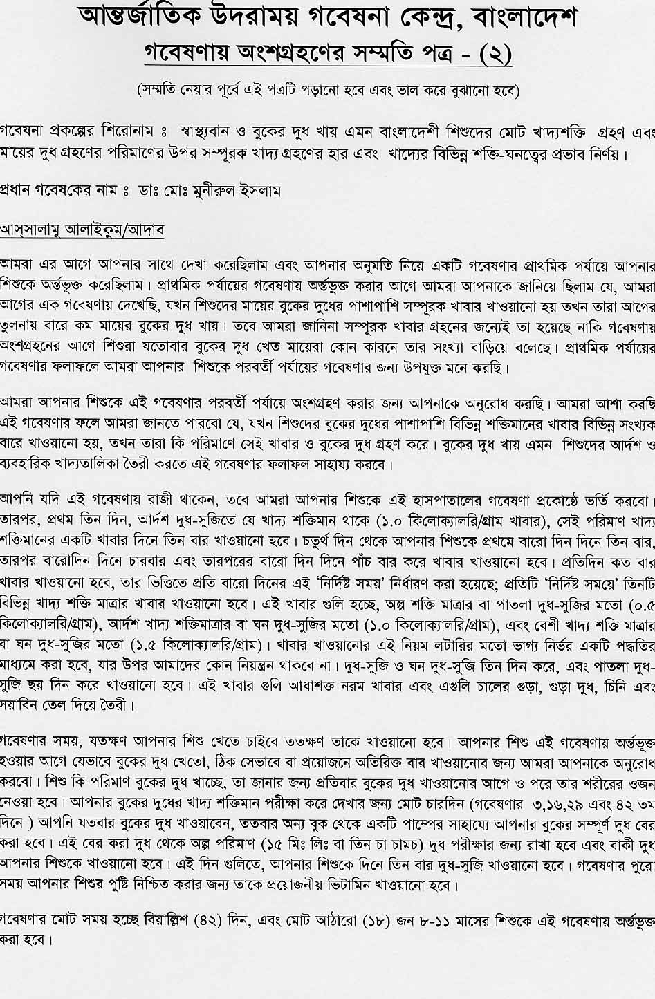 আন্তর্জাতিক উদরাময় গবেষনা কেন্দ্র, বাংলাদেশ
গবেষণায় অংশগ্রহণের সম্মতি পত্র - (২)
(সম্মতি নেয়ার পূর্বে এই পত্রটি পড়ানো হবে এবং ভাল করে বুঝানো হবে)
গবেষনা প্রকল্পের শিরোনাম ঃ স্বাস্থ্যবান ও বুকের দুধ খায় এমন বাংলাদেশী শিশুদের মোট খাদ্যশক্তি গ্রহণ এবং
মায়ের দুধ গ্রহণের পরিমাণের উপর সম্পূরক খাদ্য গ্রহণের হার এবং খাদ্যের বিভিন্ন শক্তি-ঘনত্বের প্রভাব নির্ণয়।
প্রধান গবেষকের নাম ঃ ডাঃ মোঃ মুনীরুল ইসলাম
আস্‌সালামু আলাইকুম/আদাব
আমরা এর আগে আপনার সাথে দেখা করেছিলাম এবং আপনার অনুমতি নিয়ে একটি গবেষণার প্রাথমিক পর্যায়ে আপনার
শিশুকে অর্ন্তভূক্ত করেছিলাম। প্রাথমিক পর্যায়ের গবেষণায় অর্ন্তভুক্ত করার আগে আমরা আপনাকে জানিয়ে ছিলাম যে, আমরা
আগের এক গবেষণায় দেখেছি, যখন শিশুদের মায়ের বুকের দুধের পাশাপাশি সম্পূরক খাবার খাওয়ানো হয় তখন তারা আগের
তুলনায় বারে কম মায়ের বুকের দুধ খায়। তবে আমরা জানিনা সম্পূরক খাবার গ্রহনের জন্যেই তা হয়েছে নাকি গবেষণায়
অংশগ্রহনের আগে শিশুরা যতোবার বুকের দুধ খেত মায়েরা কোন কারনে তার সংখ্যা বাড়িয়ে বলেছে। প্রাথমিক পর্যায়ের
গবেষণার ফলাফলে আমরা আপনার শিশুকে পরবর্তী পর্যায়ের গবেষণার জন্য উপযুক্ত মনে করছি।
আমরা আপনার শিশুকে এই গবেষণার পরবর্তী পর্যায়ে অংশগ্রহণ করার জন্য আপনাকে অনুরোধ করছি। আমরা আশা করছি
এই গবেষণার ফলে আমরা জানতে পারবো যে, যখন শিশুদের বুকের দুধের পাশাপাশি বিভিন্ন শক্তিমানের খাবার বিভিন্ন সংখ্যক
বারে খাওয়ানো হয়, তখন তারা কি পরিমাণে সেই খাবার ও বুকের দুধ গ্রহণ করে। বুকের দুধ খায় এমন শিশুদের আর্দশ ও
ব্যবহারিক খাদ্যতালিকা তৈরী করতে এই গবেষণার ফলাফল সাহায্য করবে।
আপনি যদি এই গবেষণায় রাজী থাকেন, তবে আমরা আপনার শিশুকে এই হাসপাতালের গবেষণা প্রকোষ্ঠে ভর্তি করবো।
তারপর, প্রথম তিন দিন, আর্দশ দুধ-সুজিতে যে খাদ্য শক্তিমান থাকে (১.০ কিলোক্যালরি/গ্রাম খাবার), সেই পরিমাণ খাদ্য
শক্তিমানের একটি খাবার দিনে তিন বার খাওয়ানো হবে। চতুর্থ দিন থেকে আপনার শিশুকে প্রথমে বারো দিন দিনে তিন বার,
তারপর বারোদিন দিনে চারবার এবং তারপরের বারো দিন দিনে পাঁচ বার করে খাবার খাওয়ানো হবে। প্রতিদিন কত বার
খাবার খাওয়ানো হবে, তার ভিত্তিতে প্রতি বারো দিনের এই ‘নির্দিষ্ট সময়’ নির্ধারণ করা হয়েছে; প্রতিটি ‘নির্দিষ্ট সময়ে’ তিনটি
বিভিন্ন খাদ্য শক্তি মাত্রার খাবার খাওয়ানো হবে। এই খাবার গুলি হচ্ছে, অল্প শক্তি মাত্রার বা পাতলা দুধ-সুজির মতো (০.৫
কিলোক্যালরি/গ্রাম), আর্দশ খাদ্য শক্তিমাত্রার বা ঘন দুধ-সুজির মতো (১.০ কিলোক্যালরি/গ্রাম), এবং বেশী খাদ্য শক্তি মাত্রার
বা ঘন দুধ-সুজির মতো (১.৫ কিলোক্যালরি/গ্রাম)। খাবার খাওয়ানোর এই নিয়ম লটারির মতো ভাগ্য নির্ভর একটি পদ্ধতির
মাধ্যমে করা হবে, যার উপর আমাদের কোন নিয়ন্ত্রন থাকবে না। দুধ-সুজি ও ঘন দুধ-সুজি তিন দিন করে, এবং পাতলা দুধ-
সুজি ছয় দিন করে খাওয়ানো হবে। এই খাবার গুলি আধাশক্ত নরম খাবার এবং এগুলি চালের গুড়া, গুড়া দুধ, চিনি এবং
সয়াবিন তেল দিয়ে তৈরী।
গবেষণার সময়, যতক্ষণ আপনার শিশু খেতে চাইবে ততক্ষণ তাকে খাওয়ানো হবে। আপনার শিশু এই গবেষণায় অর্ন্তভূক্ত
হওয়ার আগে যেভাবে বুকের দুধ খেতো, ঠিক সেভাবে বা প্রয়োজনে অতিরিক্ত বার খাওয়ানোর জন্য আমরা আপনাকে অনুরোধ
করবো। শিশু কি পরিমাণ বুকের দুধ খাচ্ছে, তা জানার জন্য প্রতিবার বুকের দুধ খাওয়ানোর আগে ও পরে তার শরীরের ওজন
নেওয়া হবে। আপনার বুকের দুধের খাদ্য শক্তিমান পরীক্ষা করে দেখার জন্য মোট চারদিন (গবেষণার ৩,১৬,২৯ এবং ৪২ তম
দিনে ) আপনি যতবার বুকের দুধ খাওয়াবেন, ততবার অন্য বুক থেকে একটি পাম্পের সাহায্যে আপনার বুকের সম্পূর্ণ দুধ বের
করা হবে। এই বের করা দুধ থেকে অল্প পরিমাণ (১৫ মিঃ লিঃ বা তিন চা চামচ) দুধ পরীক্ষার জন্য রাখা হবে এবং বাকী দুধ
আপনার শিশুকে খাওয়ানো হবে। এই দিন গুলিতে, আপনার শিশুকে দিনে তিন বার দুধ-সুজি খাওয়ানো হবে। গবেষণার পুরো
সময় আপনার শিশুর পুষ্টি নিশ্চিত করার জন্য তাকে প্রয়োজনীয় ভিটামিন খাওয়ানো হবে।
গবেষণার মোট সময় হচ্ছে বিয়াল্লিশ (৪২) দিন, এবং মোট আঠারো (১৮) জন ৮-১১ মাসের শিশুকে এই গবেষণায় অর্ন্তভুক্ত
করা হবে।